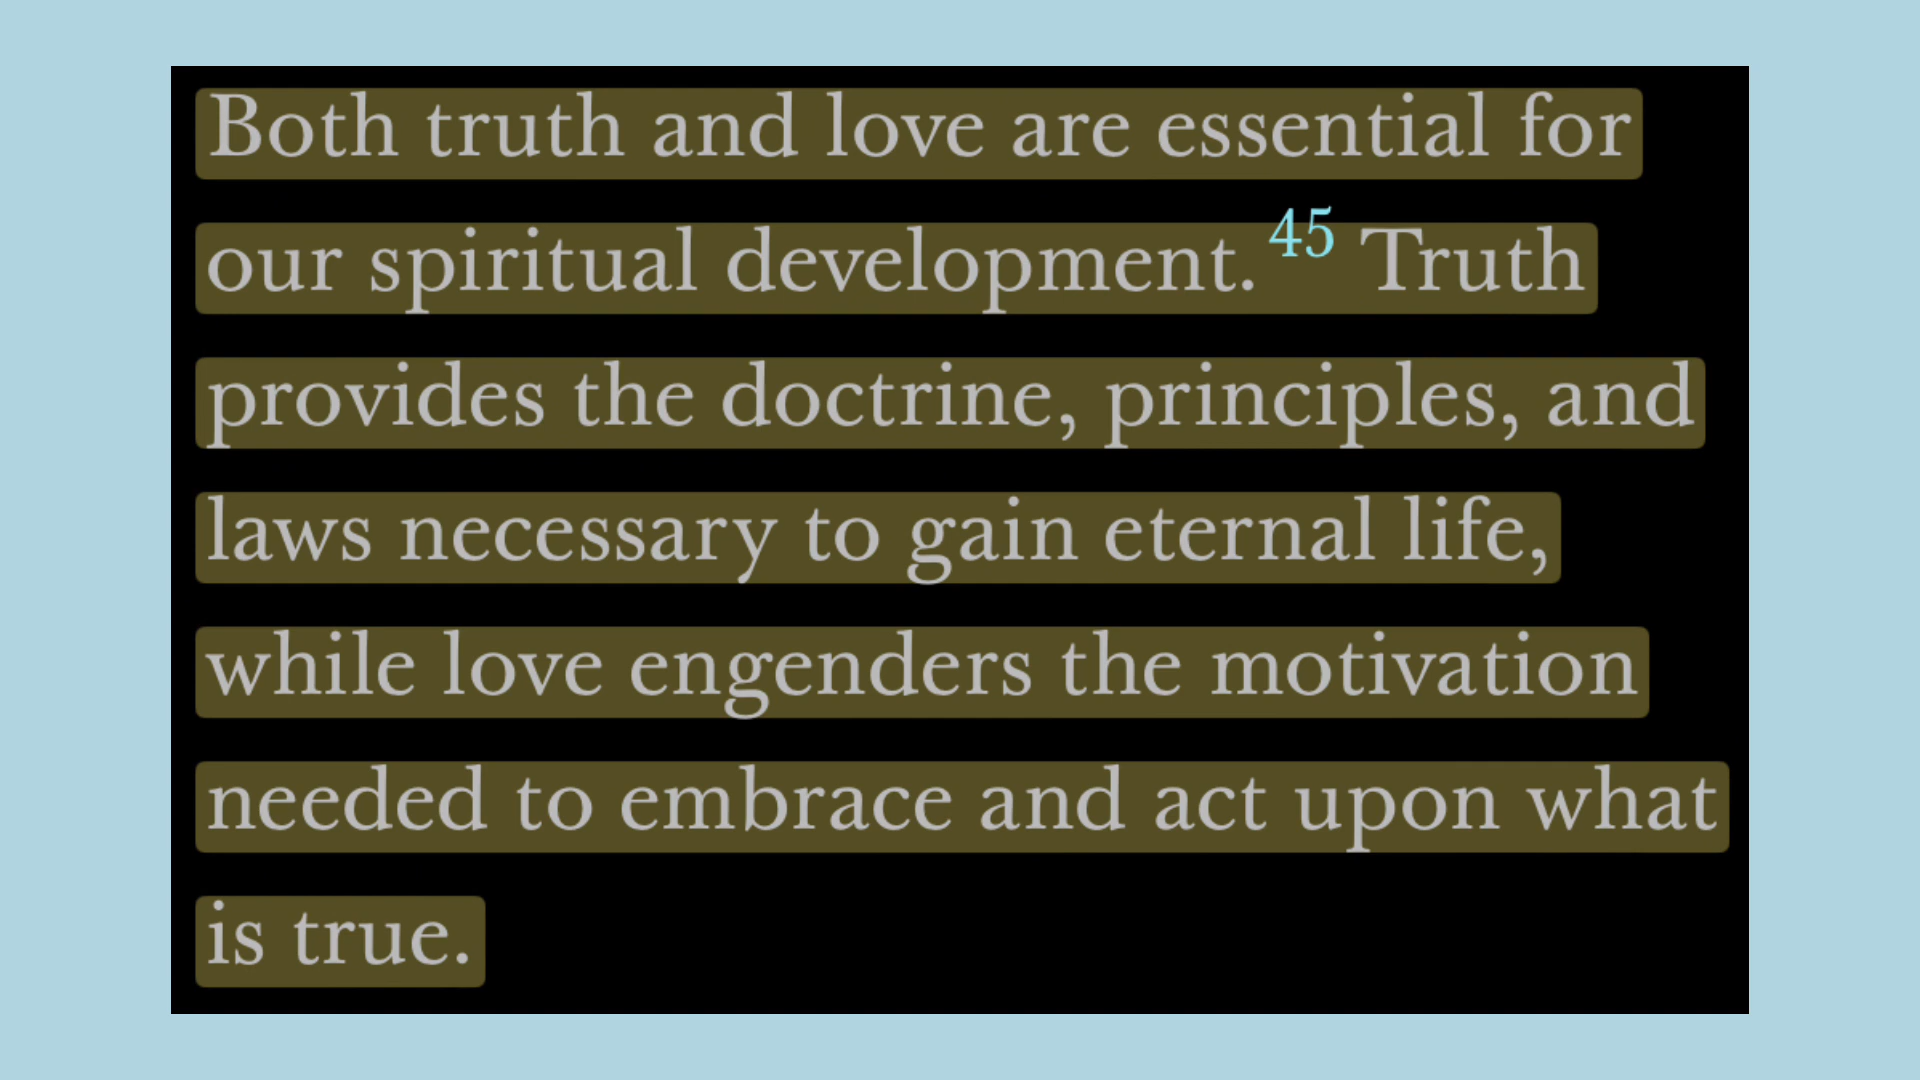 Both truth and love are essential for
our spiritual development.45 Truth
provides the doctrine, principles, and
laws necessary to gain eternal life,
while love engenders the motivation
needed to embrace and act upon what
is true.